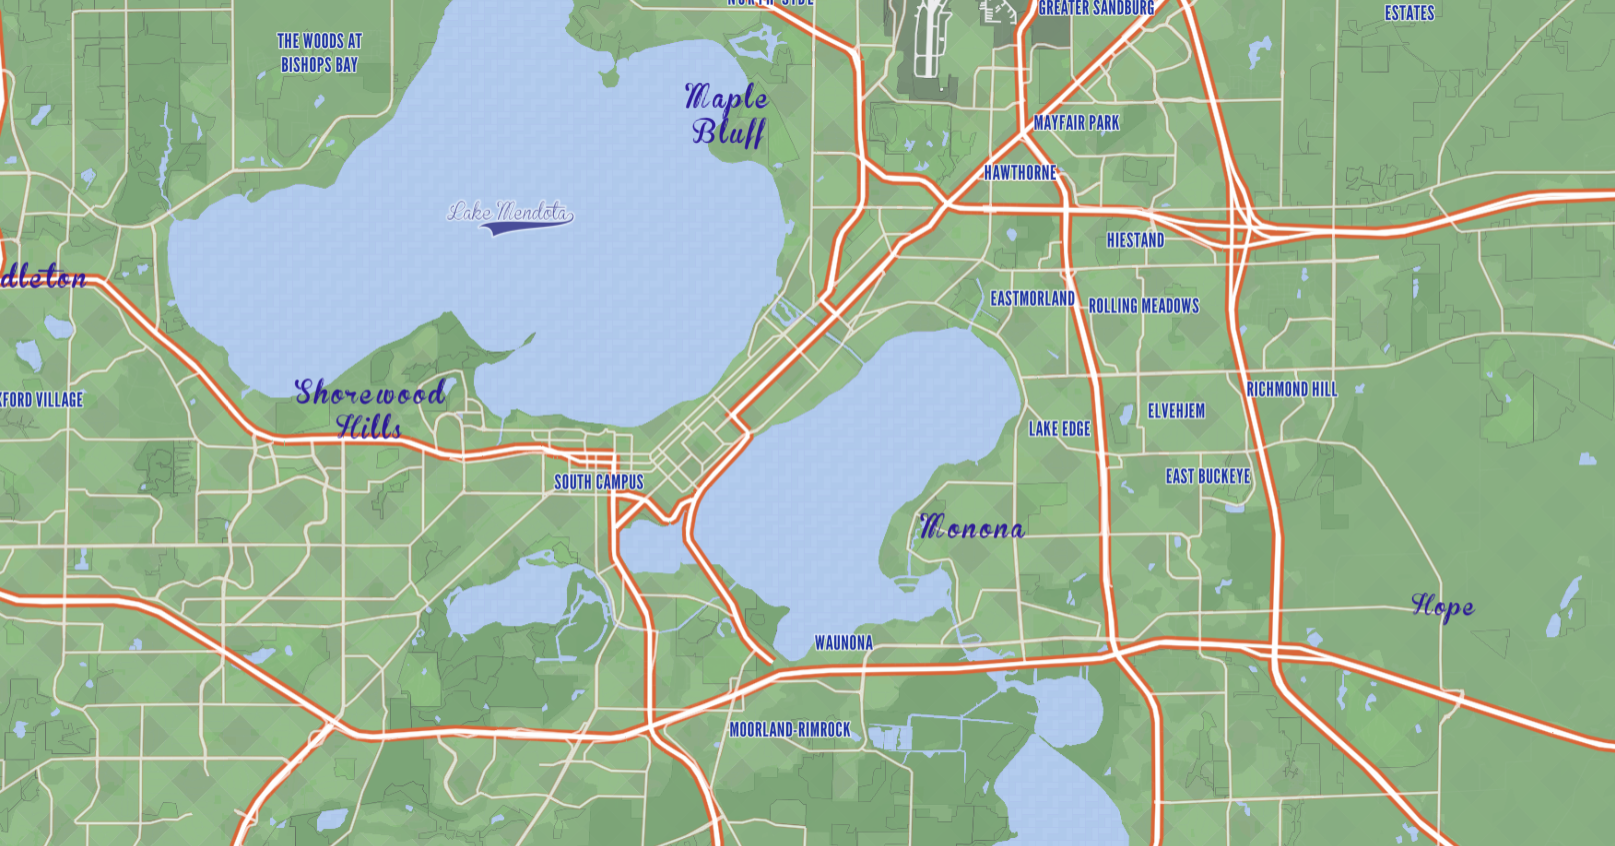 NORTH SIDE
GREATER SANDBURG
ESTATES
THE WOODS AT
BISHOPS BAY
Maple
Bluff
MAYFAIR PARK
HAWTHORNE
Lake Mendota
HIESTAND
dleton
EASTMORLAND
ROLLING MEADOWS
Shorewood
Hills
XFORD VILLAGE
RICHMOND HILL
ELVEHJEM
LAKE EDGE
EAST BUCKEYE
SOUTH CAMPUS
Monona
Hope
WAUNONA
MOORLAND-RIMROCK